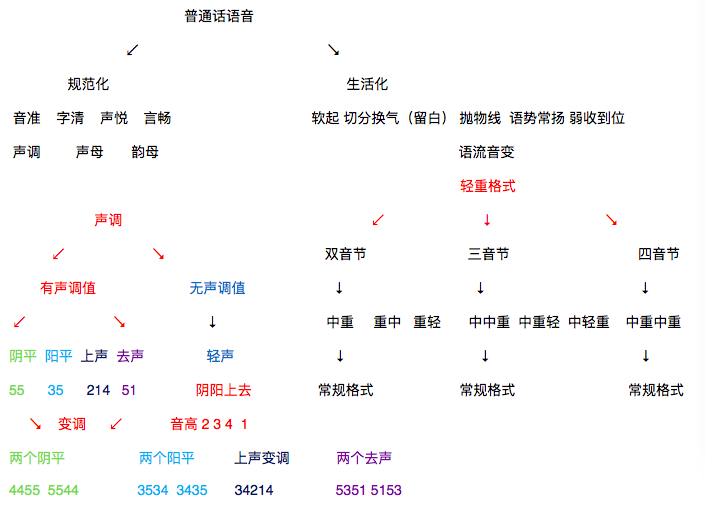 普通话语音
↙ ↘
规范化 生活化
音准 字清 声悦 言畅 软起 切分换气（留白） 抛物线 语势常扬 弱收到位
声调 声母 韵母 语流音变
轻重格式
声调 ↙ ↓ ↘
↙ ↘ 双音节 三音节 四音节
有声调值 无声调值 ↓ ↓ ↓
↙ ↘ ↓ 中重 重中 重轻 中中重 中重轻 中轻重 中重中重
阴平 阳平 上声 去声 轻声 ↓ ↓ ↓
55 35 214 51 阴阳上去 常规格式 常规格式 常规格式
↘ 变调 ↙ 音高 2 3 4 1
两个阴平 两个阳平 上声变调 两个去声
4455 5544 3534 3435 34214 5351 5153